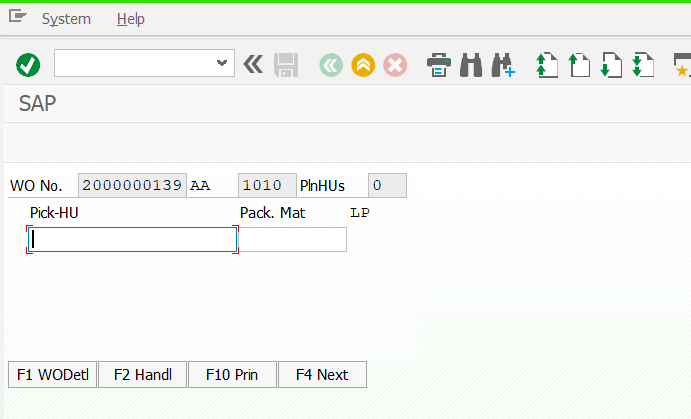 System Help
SAP
WO No. 2000000139 AA 1010 PlnHUs 0
Pick-HU Pack. Mat LP
F1 WODetl F2 Handl F10 Prin F4 Next